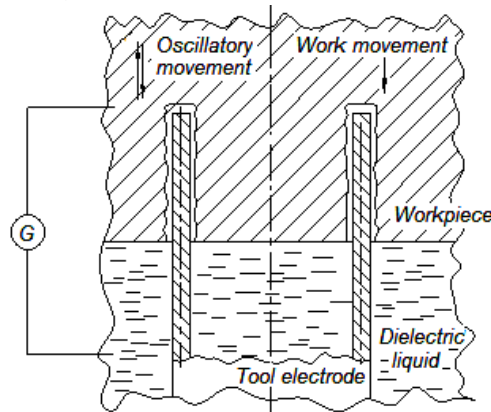 Oscillatory
movement
Work movement
G
Workpiece
Dielectric
liquid
Tool electrode